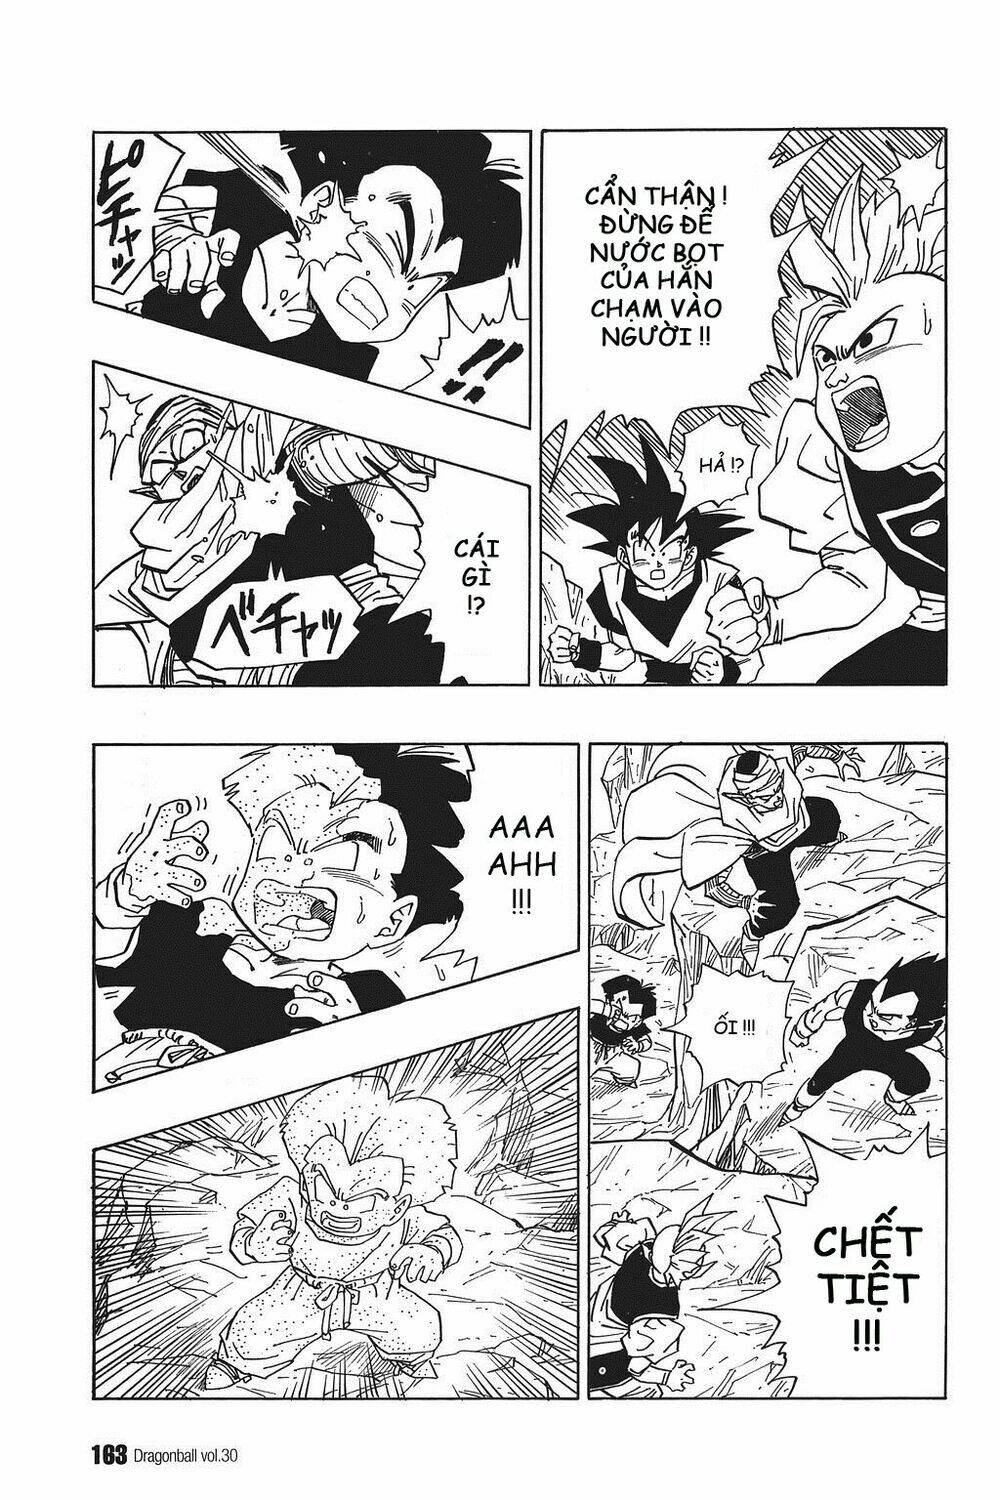 CẨN THẬN !
ĐỪNG ĐỂ
NƯỚC BỌT
CỦA HẮN
CHẠM VÀO
NGƯỜI !!
HẢ !?
ピチャッ
!!
CÁI
GÌ
!?
ベチャッ
ỐI !!!
CHẾT
TIỆT
!!!
AAA
AHH
!!!
163 Dragonball vol.30